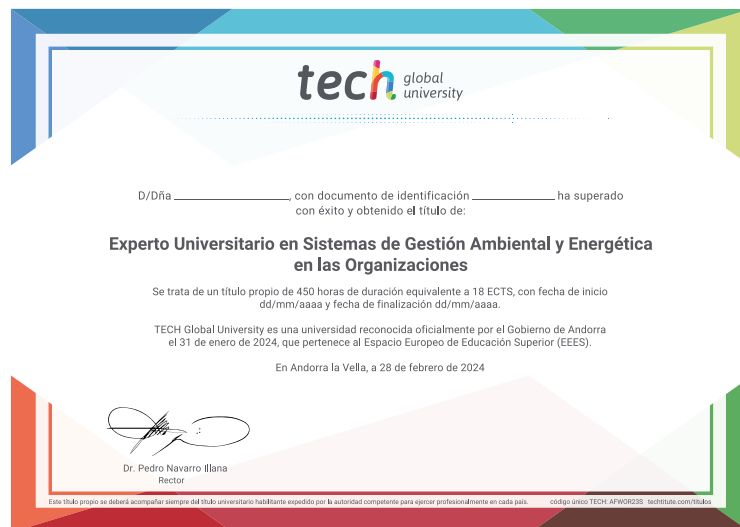 tech global university
D/Dña ______________, con documento de identificación __________ ha superado
con éxito y obtenido el título de:
Experto Universitario en Sistemas de Gestión Ambiental y Energética
en las Organizaciones
Se trata de un título propio de 450 horas de duración equivalente a 18 ECTS, con fecha de inicio
dd/mm/aaaa y fecha de finalización dd/mm/aaaa.
TECH Global University es una universidad reconocida oficialmente por el Gobierno de Andorra
el 31 de enero de 2024, que pertenece al Espacio Europeo de Educación Superior (EEES).
En Andorra la Vella, a 28 de febrero de 2024
Dr. Pedro Navarro Illana
Rector
Este título propio se deberá acompañar siempre del título universitario habilitante expedido por la autoridad competente para ejercer profesionalmente en cada país. código único TECH: AFWOR23S techtitute.com/titulos